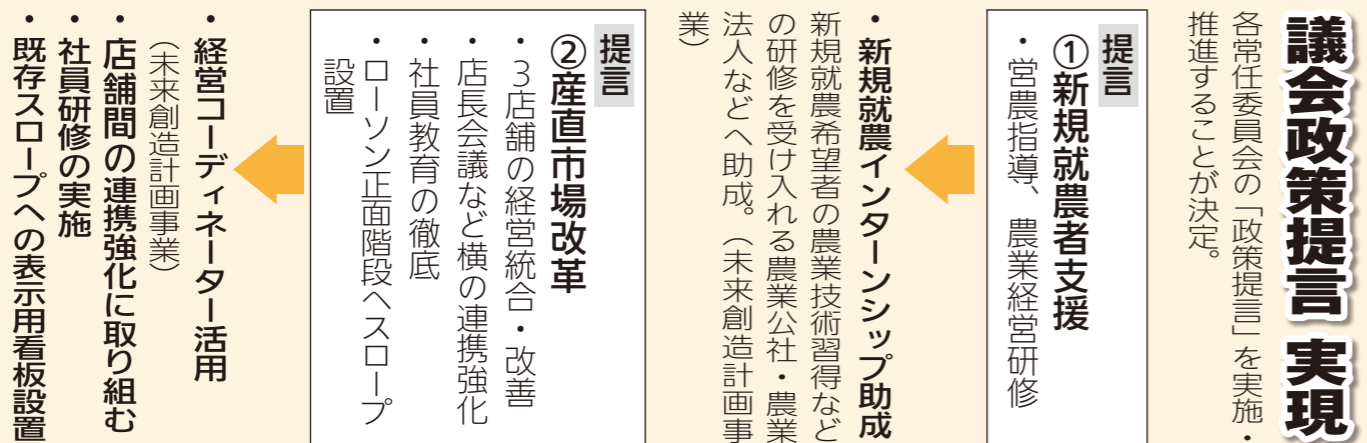 議会政策提言 実現
各常任委員会の「政策提言」を実施・
推進することが決定。
提言
①新規就農者支援
・営農指導、農業経営研修
・新規就農インターンシップ助成
新規就農希望者の農業技術習得など
の研修を受け入れる農業公社・農業
法人などへ助成。（未来創造計画事
業）
提言
②産直市場改革
・3店舗の経営統合・改善
・店長会議など横の連携強化
・社員教育の徹底
・ローソン正面階段へスロープ
設置
・経営コーディネーター活用
（未来創造計画事業）
・店舗間の連携強化に取り組む
・社員研修の実施
・既存スロープへの表示用看板設置